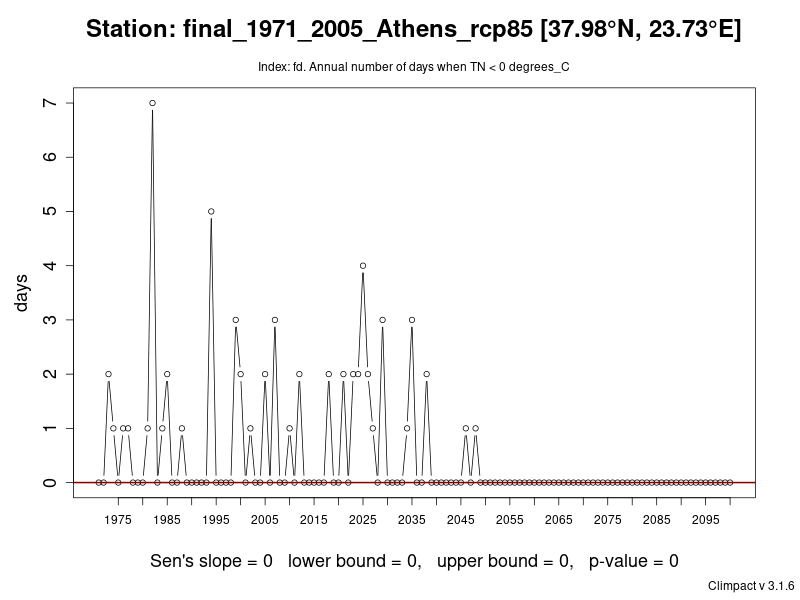 Station: final_1971_2005_Athens_rcp85 [37.98°N, 23.73°E]
Index: fd. Annual number of days when TN < 0 degrees_C
days
7
6
5
4
3
2
1
0
1975 1985 1995 2005 2015 2025 2035 2045 2055 2065 2075 2085 2095
Sen's slope = 0 lower bound = 0, upper bound = 0, p-value = 0
Climpact v 3.1.6